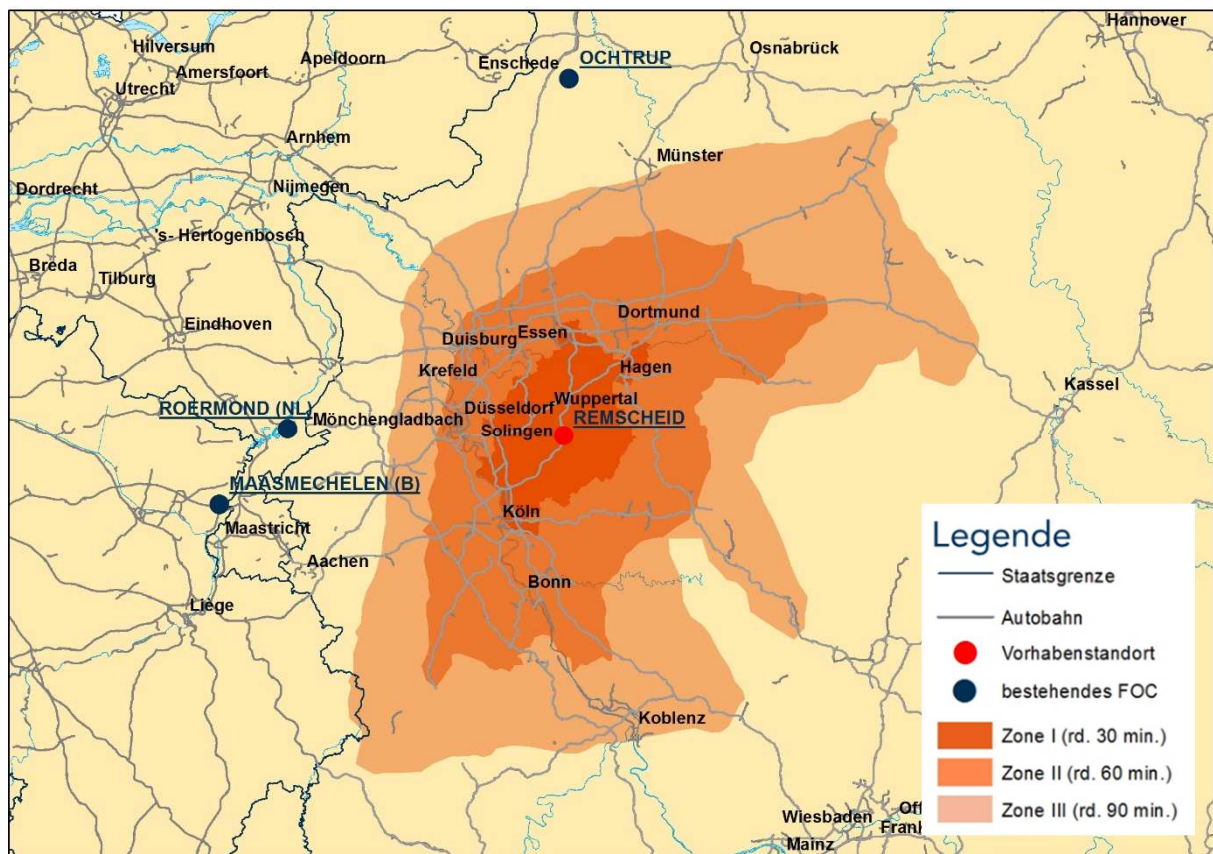 Hannover
Hilversum
Osnabrück
Apeldoorn
Enschede
OCHTRUP
Amersfoort
Utrecht
Arnhem
Münster
Nijmegen
Dordrecht
's- Hertogenbosch
Breda
Tilburg
Eindhoven
Dortmund
Essen
Duisburg
Hagen
Krefeld
Kassel
Wuppertal
Düsseldorf
ROERMOND (NL)
Mönchengladbach
REMSCHEID
Solingen
MAASMECHELEN (B)
Köln
Maastricht
Aachen
Bonn
Liège
Koblenz
Wiesbaden
Off
Frank
Mainz
Legende
Staatsgrenze
Autobahn
Vorhabenstandort
bestehendes FOC
Zone I (rd. 30 min.)
Zone II (rd. 60 min.)
Zone III (rd. 90 min.)